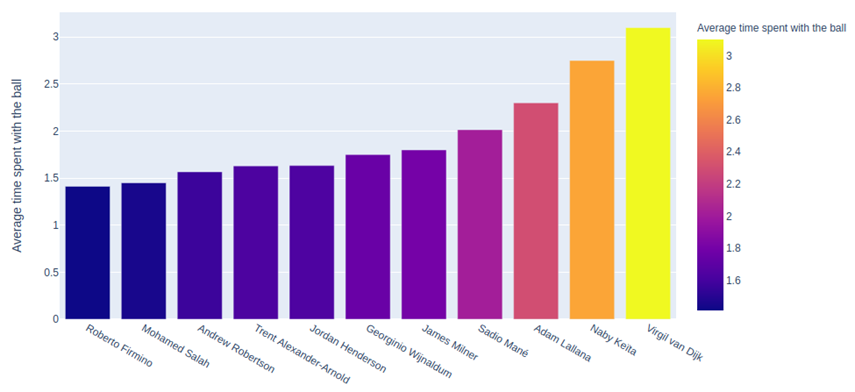 Average time spent with the ball
3
2.5
2
1.5
1
0.5
0
Average time spent with the ball
Roberto Firmino
Mohamed Salah
Andrew Robertson
Trent Alexander-Arnold
Jordan Henderson
Georginio Wijnaldum
James Milner
Sadio Mané
Adam Lallana
Naby Keïta
Virgil van Dijk
3
2.8
2.6
2.4
2.2
2
1.8
1.6